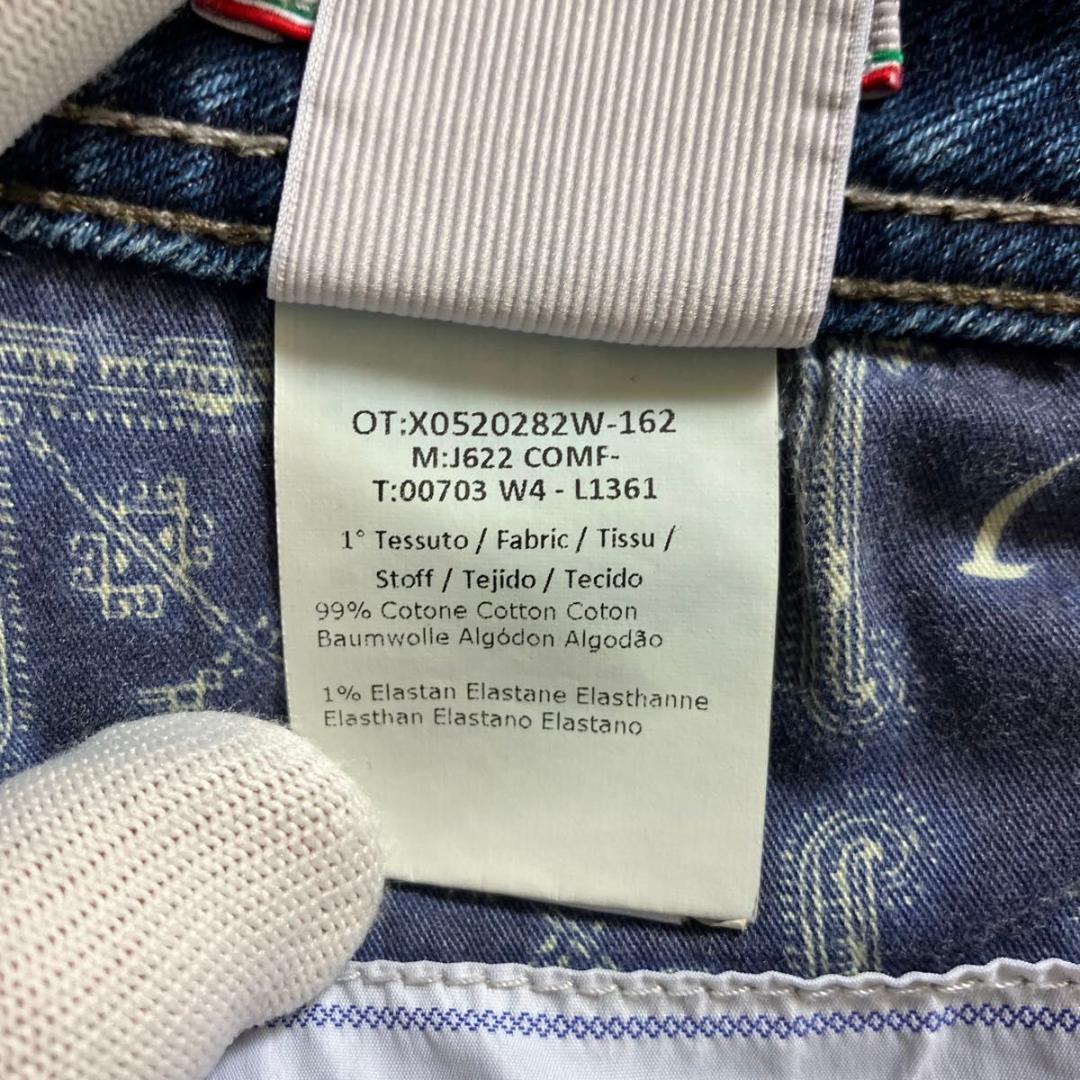 OT:X0520282W-162
M:J622 COMF-
T:00703 W4 - L1361
1° Tessuto / Fabric / Tissu /
Stoff / Tejido / Tecido
99% Cotone Cotton Coton
Baumwolle Algódon Algodão
1% Elastan Elastane Elasthanne
Elasthan Elastano Elastano